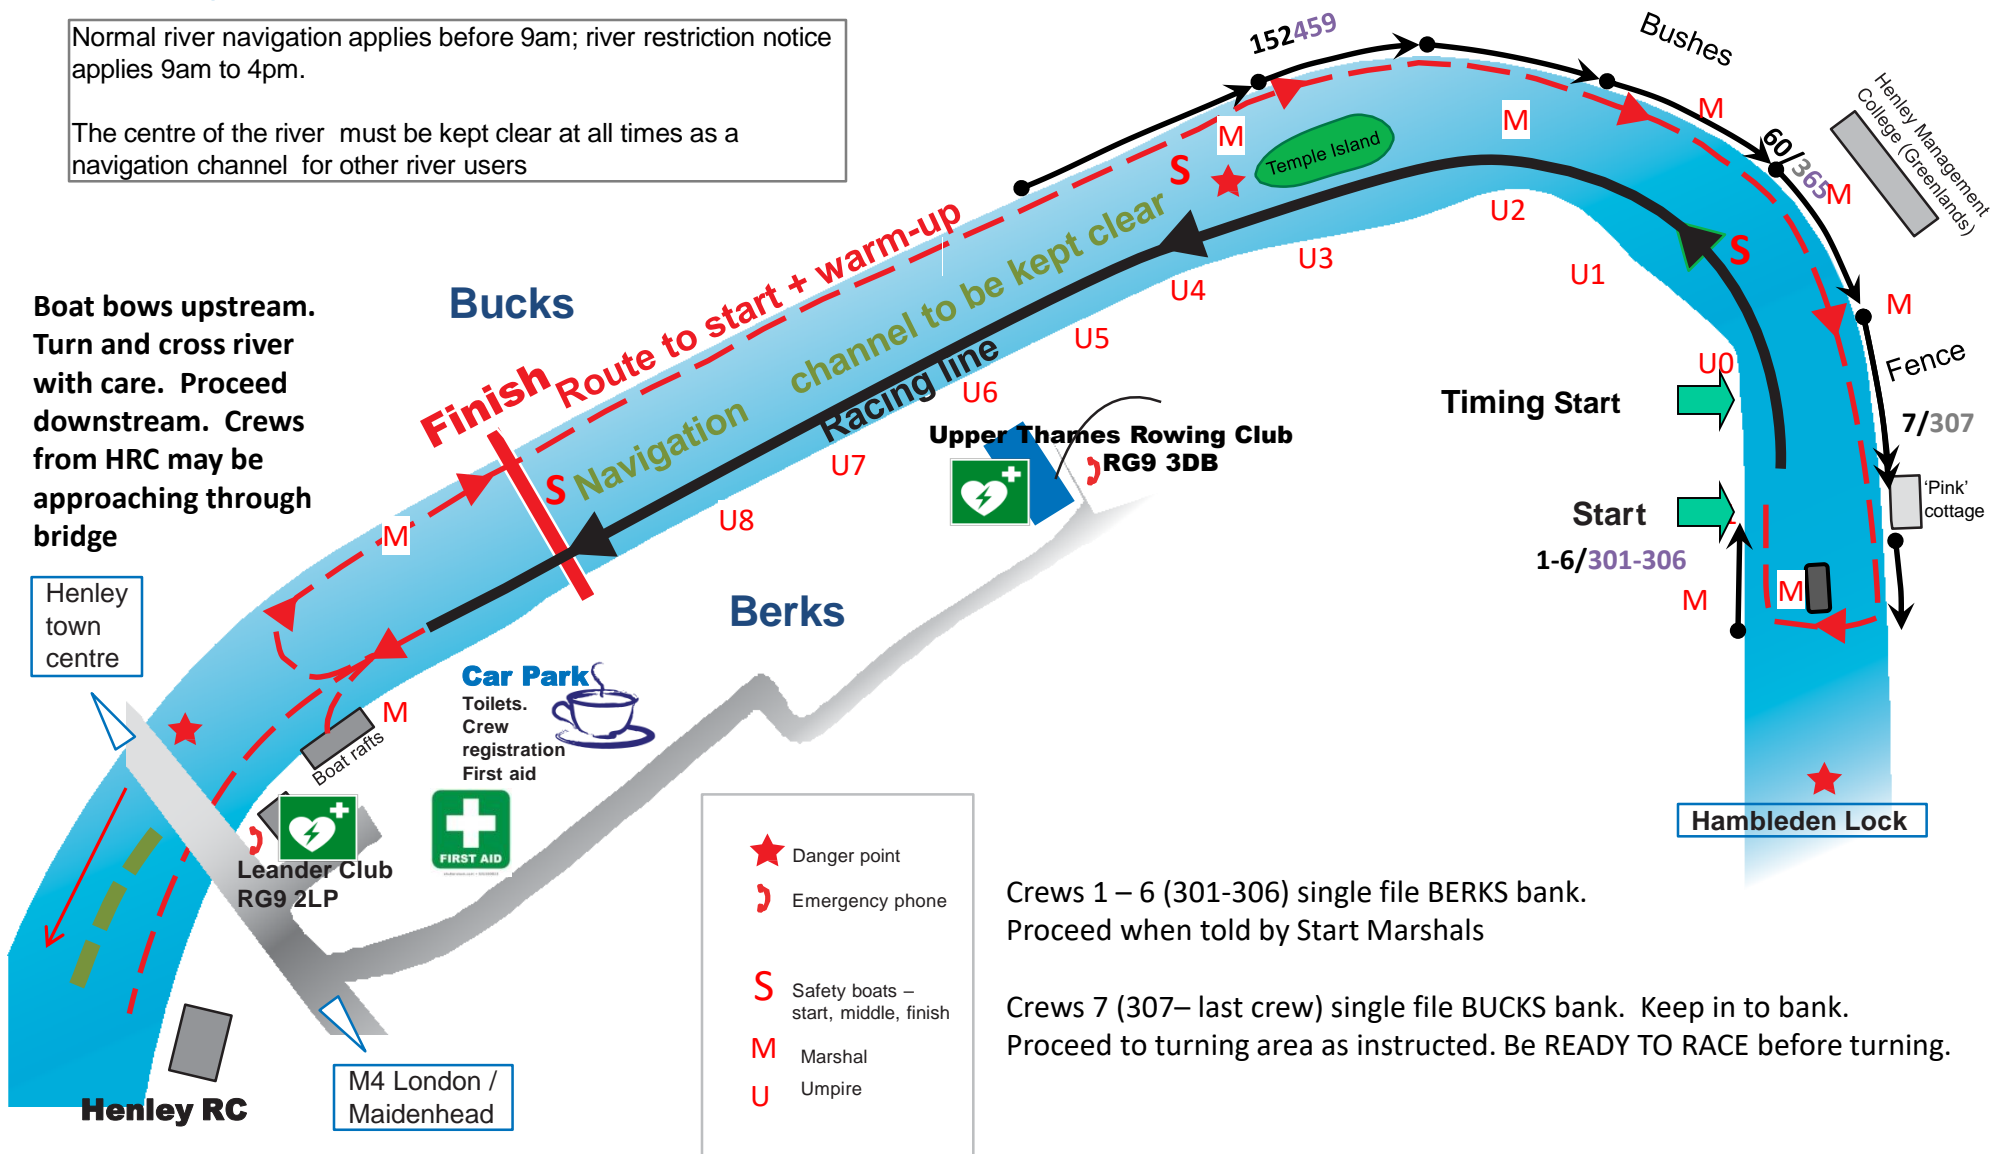 Normal river navigation applies before 9am; river restriction notice
applies 9am to 4pm.
The centre of the river must be kept clear at all times as a
navigation channel for other river users
152459
Bushes
Henley Management
College (Greenlands)
M
M
M
60/365
M
M
Temple Island
S
S
U2
U3
U1
U4
U5
U6
U7
U8
U0
Route to start + warm-up
Navigation channel to be kept clear
Racing line
Bucks
Finish
S
M
Boat bows upstream.
Turn and cross river
with care. Proceed
downstream. Crews
from HRC may be
approaching through
bridge
Henley
town
centre
Fence
Timing Start
7/307
'Pink'
cottage
Start
1-6/301-306
M
M
Upper Thames Rowing Club
RG9 3DB
Berks
Car Park
Toilets.
Crew
registration
First aid
M
Boat rafts
FIRST AID
Leander Club
RG9 2LP
Hambleden Lock
Danger point
Emergency phone
S Safety boats –
start, middle, finish
M Marshal
U Umpire
Crews 1 – 6 (301-306) single file BERKS bank.
Proceed when told by Start Marshals
Crews 7 (307– last crew) single file BUCKS bank. Keep in to bank.
Proceed to turning area as instructed. Be READY TO RACE before turning.
M4 London /
Maidenhead
Henley RC